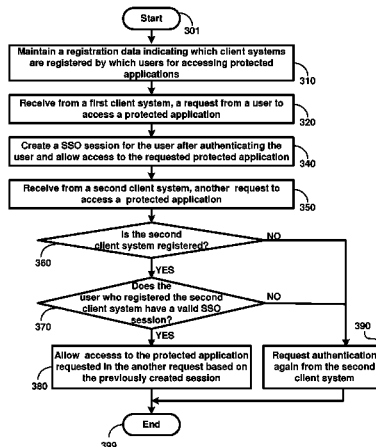 Start
301
Maintain a registration data indicating which client systems
are registered by which users for accessing protected
applications
310
Receive from a first client system, a request from a user to
access a protected application
320
Create a SSO session for the user after authenticating the
user and allow access to the requested protected application
340
Receive from a second client system, another request to
access a protected application
350
Is the second
client system registered?
NO
360
YES
Does the
user who registered the second
client system have a valid SSO
session?
NO
370
YES
390
Allow accesss to the protected application
requested in the another request based on
the previously created session
380
Request authentication
again from the second
client system
End
399